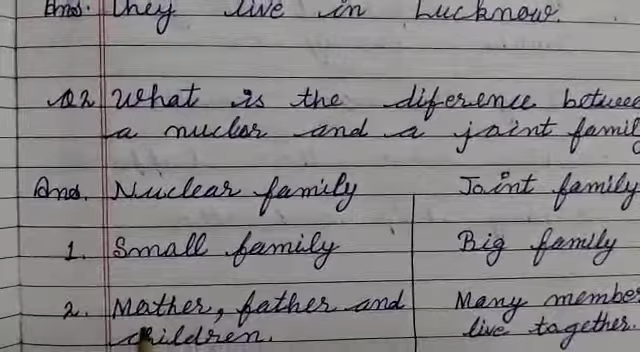 Ans. They live in Lucknow.
Q2 What is the diference betwee
a nuclar and a joint famil
Ans. Nuclear family Joint family
1. Small family Big family
2. Mother, father and Many membe
children. live together.